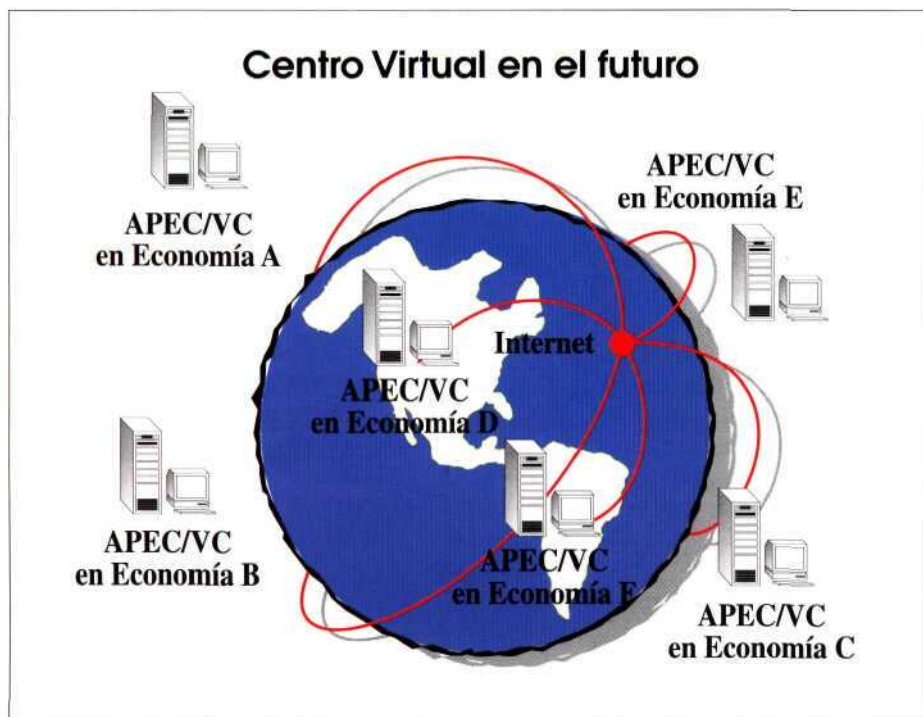 Centro Virtual en el futuro
APEC/VC
en Economía A
APEC/VC
en Economía E
Internet
APEC/VC
en Economía D
APEC/VC
en Economía B
APEC/VC
en Economía E
APEC/VC
en Economía C